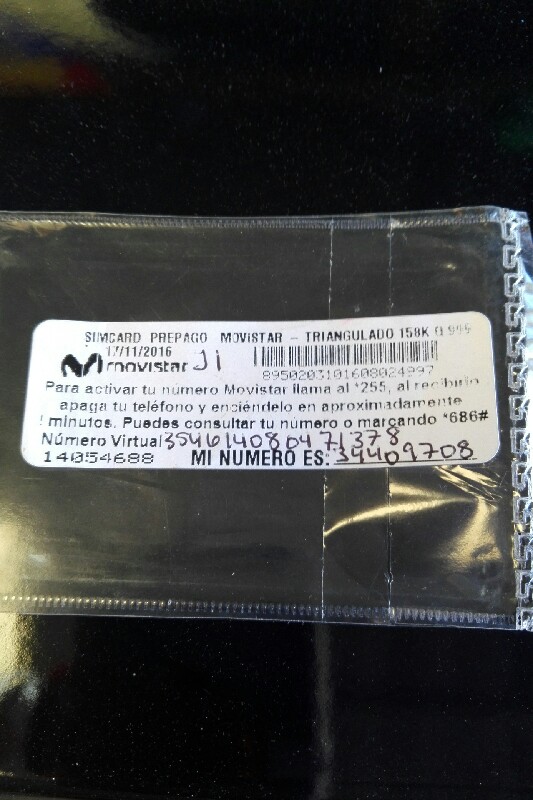 SIMCARD PREPAGO MOVISTAR - TRIANGULADO 158K
17/11/2016 Ji
movistar
8950203101608024997
Para activar tu número Movistar llama al *255, al recibirlo
apaga tu teléfono y enciéndelo en aproximadamente
minutos. Puedes consultar tu número o marcando *686#
Número Virtual 354614080471378
14054688 MI NUMERO ES: 34409708